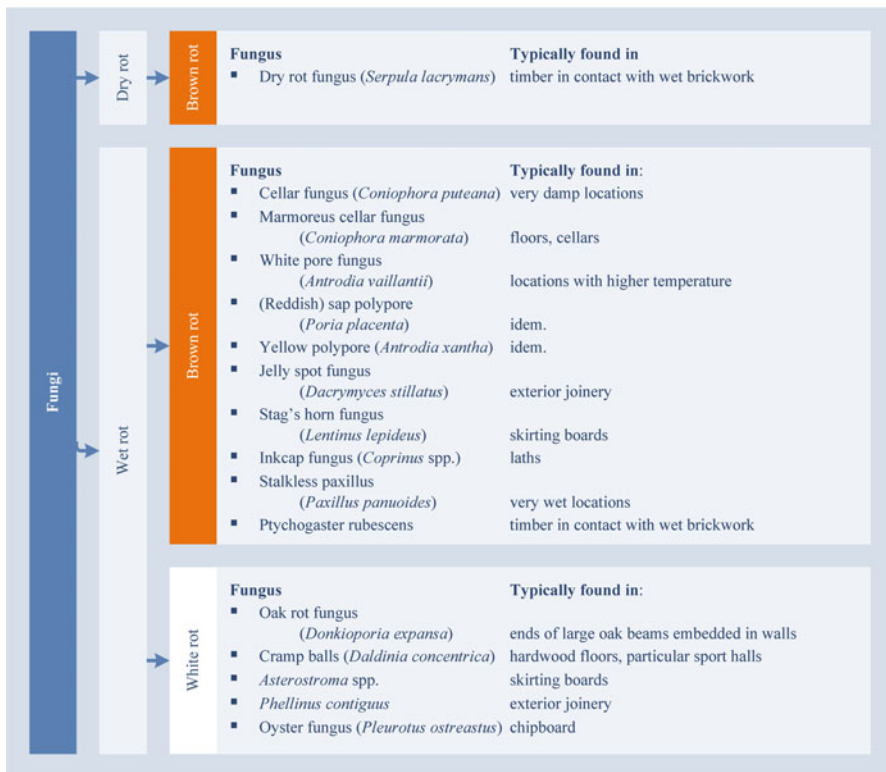 Fungi
Dry rot
Brown rot
Fungus Typically found in
▪ Dry rot fungus (Serpula lacrymans) timber in contact with wet brickwork
Wet rot
Brown rot
Fungus Typically found in:
▪ Cellar fungus (Coniophora puteana) very damp locations
▪ Marmoreus cellar fungus
(Coniophora marmorata) floors, cellars
▪ White pore fungus
(Antrodia vaillantii) locations with higher temperature
▪ (Reddish) sap polypore
(Poria placenta) idem.
▪ Yellow polypore (Antrodia xantha) idem.
▪ Jelly spot fungus
(Dacrymyces stillatus) exterior joinery
▪ Stag's horn fungus
(Lentinus lepideus) skirting boards
▪ Inkcap fungus (Coprinus spp.) laths
▪ Stalkless paxillus
(Paxillus panuoides) very wet locations
▪ Ptychogaster rubescens timber in contact with wet brickwork
White rot
Fungus Typically found in:
▪ Oak rot fungus
(Donkioporia expansa) ends of large oak beams embedded in walls
▪ Cramp balls (Daldinia concentrica) hardwood floors, particular sport halls
▪ Asterostroma spp. skirting boards
▪ Phellinus contiguus exterior joinery
▪ Oyster fungus (Pleurotus ostreastus) chipboard